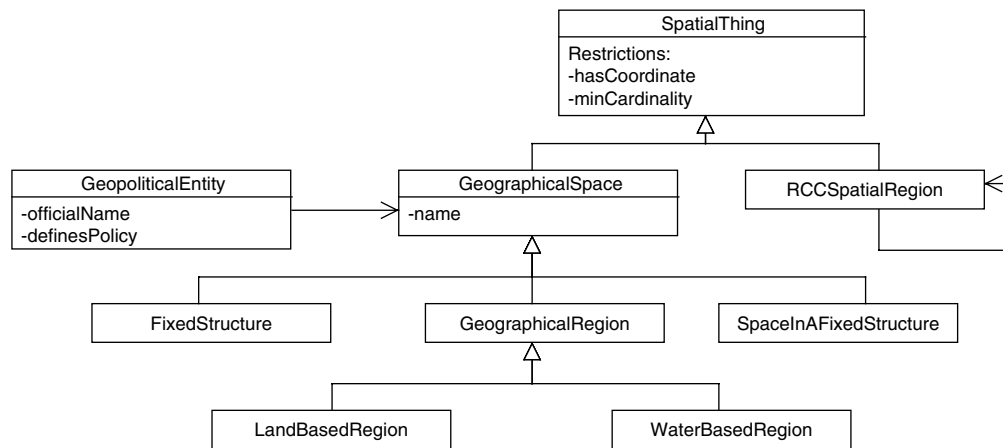 SpatialThing
Restrictions:
-hasCoordinate
-minCardinality
GeopoliticalEntity
-officialName
-definesPolicy
GeographicalSpace
-name
RCCSpatialRegion
FixedStructure
GeographicalRegion
SpaceInAFixedStructure
LandBasedRegion
WaterBasedRegion